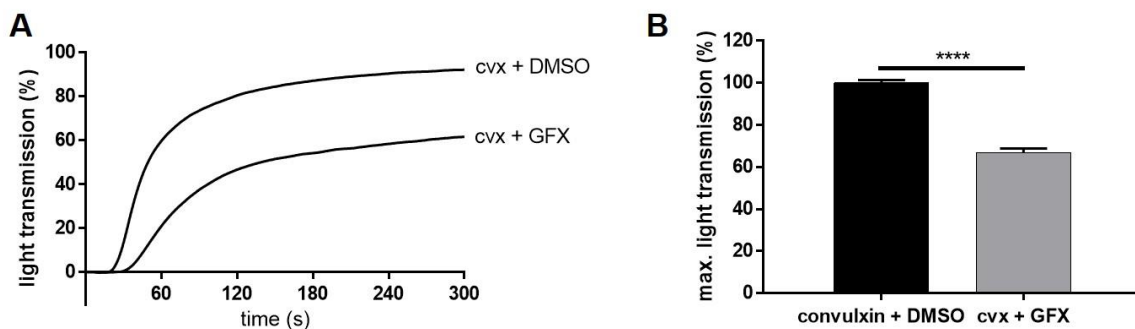 A
light transmission (%)
100
80
60
40
20
0
60
120
180
240
300
time (s)
cvx + DMSO
cvx + GFX
B
max. light transmission (%)
120
100
80
60
40
20
0
****
convulxin + DMSO
cvx + GFX